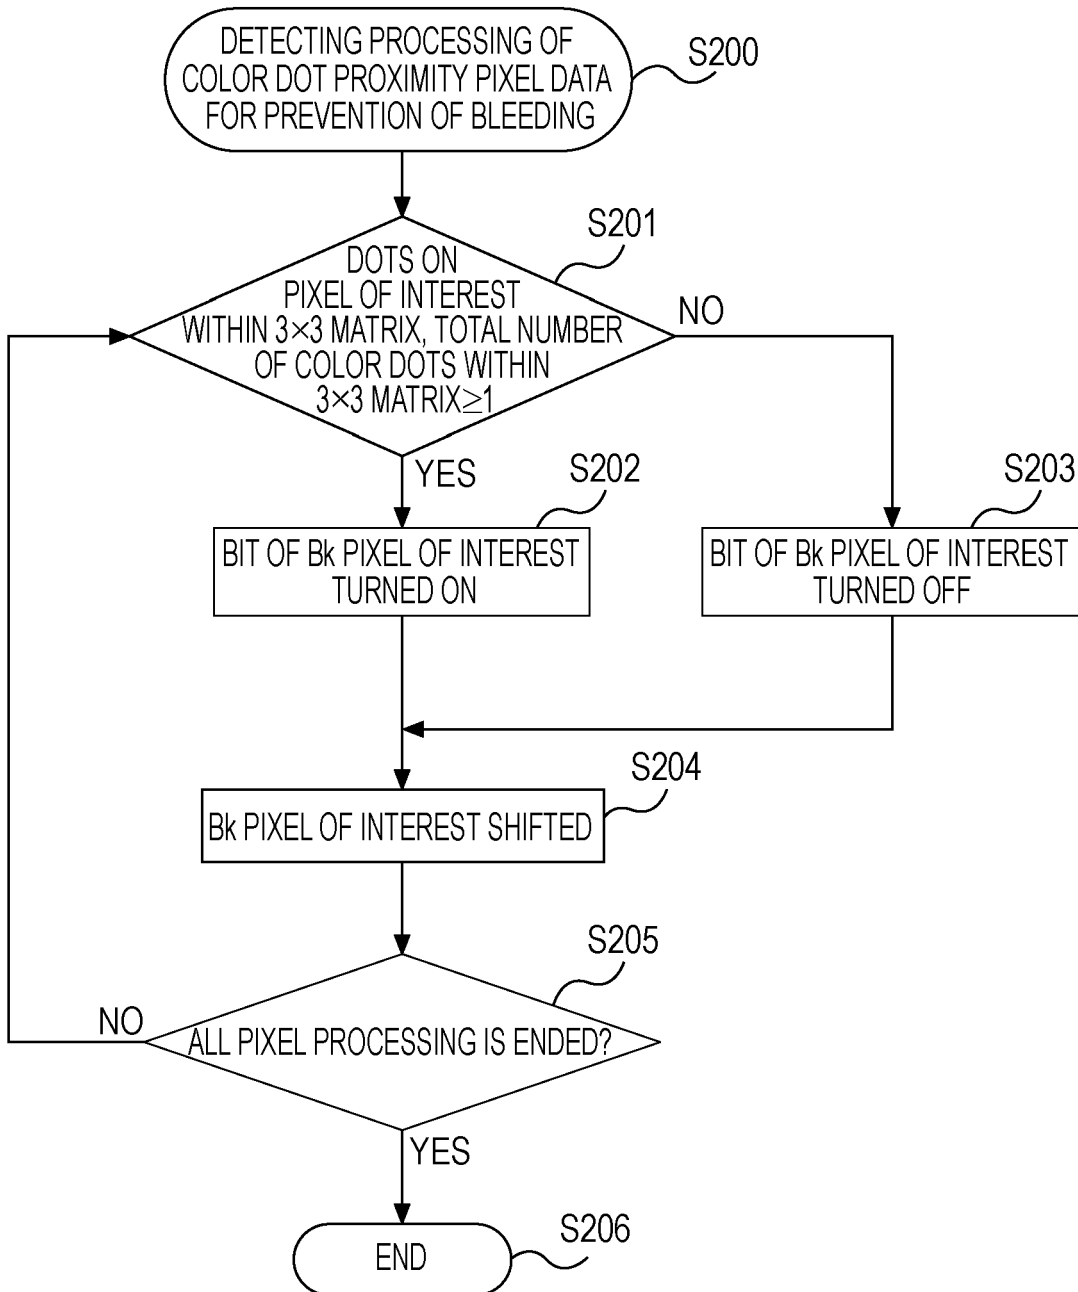 DETECTING PROCESSING OF
COLOR DOT PROXIMITY PIXEL DATA
FOR PREVENTION OF BLEEDING
S200
S201
DOTS ON
PIXEL OF INTEREST
WITHIN 3×3 MATRIX, TOTAL NUMBER
OF COLOR DOTS WITHIN
3×3 MATRIX≥1
NO
YES
S202
BIT OF Bk PIXEL OF INTEREST
TURNED ON
S203
BIT OF Bk PIXEL OF INTEREST
TURNED OFF
S204
Bk PIXEL OF INTEREST SHIFTED
S205
ALL PIXEL PROCESSING IS ENDED?
NO
YES
S206
END